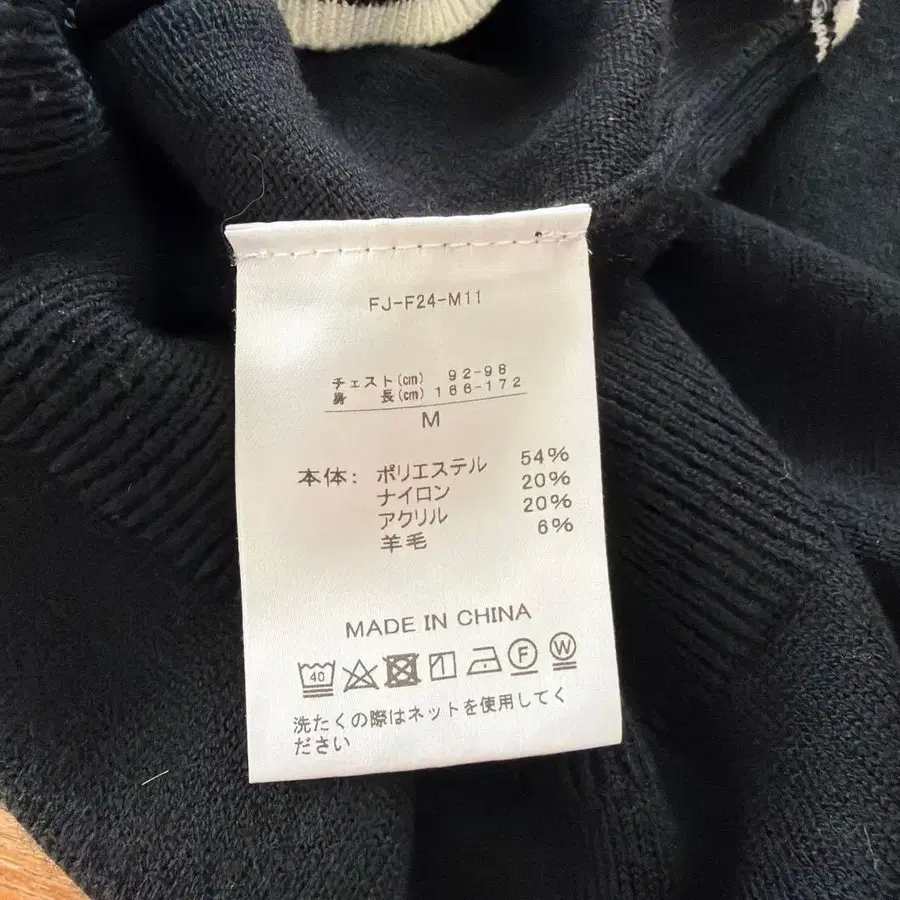 FJ-F24-M11
チェスト(cm) 92-98
身 長(cm) 166-172
M
本体: ポリエステル 54%
ナイロン 20%
アクリル 20%
羊毛 6%
MADE IN CHINA
40 F W
洗たくの際はネットを使用してく
ださい